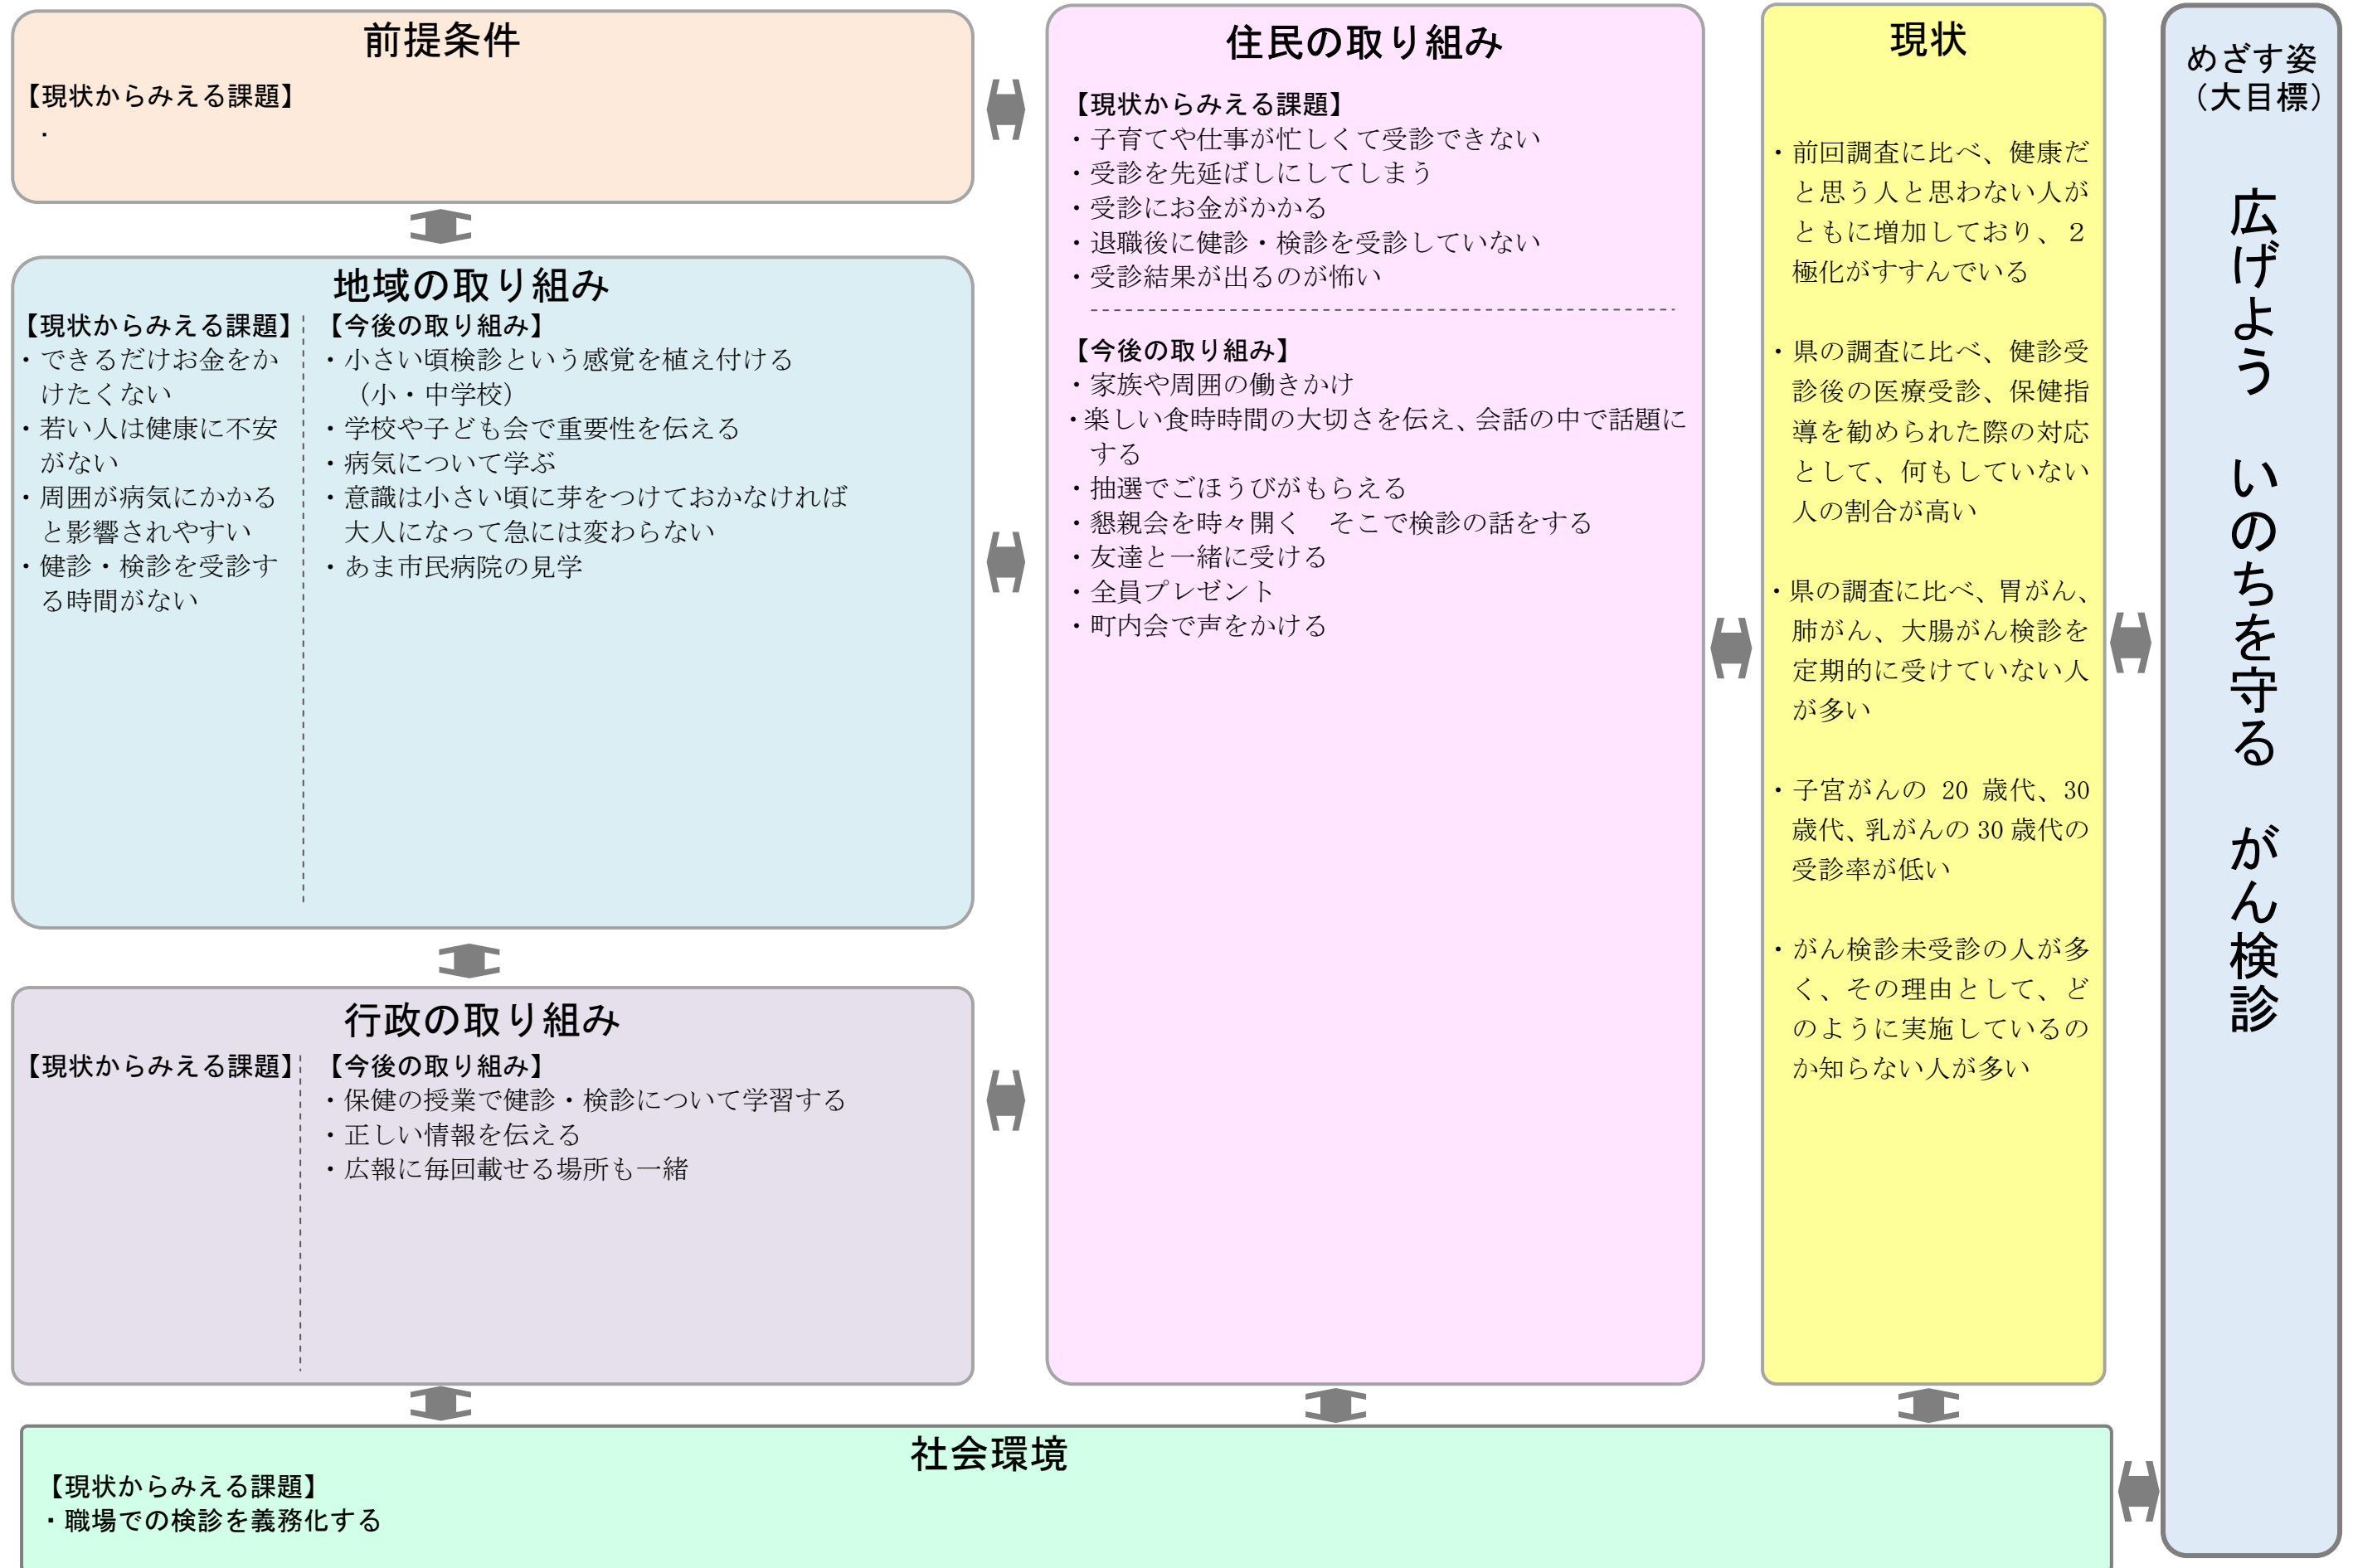 前提条件
【現状からみえる課題】
・
地域の取り組み
【現状からみえる課題】
・できるだけお金をか
けたくない
・若い人は健康に不安
がない
・周囲が病気にかかる
と影響されやすい
・健診・検診を受診す
る時間がない
【今後の取り組み】
・小さい頃検診という感覚を植え付ける
（小・中学校）
・学校や子ども会で重要性を伝える
・病気について学ぶ
・意識は小さい頃に芽をつけておかなければ
大人になって急には変わらない
・あま市民病院の見学
行政の取り組み
【現状からみえる課題】
【今後の取り組み】
・保健の授業で健診・検診について学習する
・正しい情報を伝える
・広報に毎回載せる場所も一緒
住民の取り組み
【現状からみえる課題】
・子育てや仕事が忙しくて受診できない
・受診を先延ばしにしてしまう
・受診にお金がかかる
・退職後に健診・検診を受診していない
・受診結果が出るのが怖い
【今後の取り組み】
・家族や周囲の働きかけ
・楽しい食時時間の大切さを伝え、会話の中で話題に
する
・抽選でごほうびがもらえる
・懇親会を時々開く　そこで検診の話をする
・友達と一緒に受ける
・全員プレゼント
・町内会で声をかける
現状
・前回調査に比べ、健康だ
と思う人と思わない人が
ともに増加しており、２
極化がすすんでいる
・県の調査に比べ、健診受
診後の医療受診、保健指
導を勧められた際の対応
として、何もしていない
人の割合が高い
・県の調査に比べ、胃がん、
肺がん、大腸がん検診を
定期的に受けていない人
が多い
・子宮がんの 20 歳代、30
歳代、乳がんの 30 歳代の
受診率が低い
・がん検診未受診の人が多
く、その理由として、ど
のように実施しているの
か知らない人が多い
めざす姿
（大目標）
広げよう　いのちを守る　がん検診
社会環境
【現状からみえる課題】
・職場での検診を義務化する